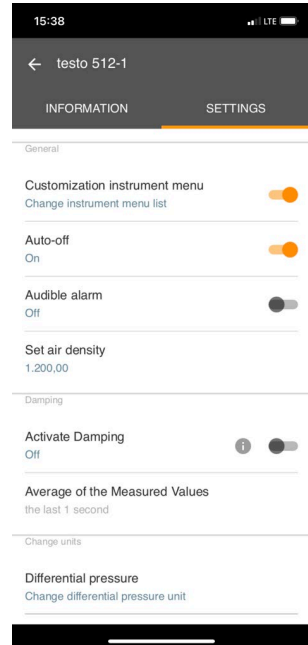 15:38
LTE
testo 512-1
INFORMATION
SETTINGS
General
Customization instrument menu
Change instrument menu list
Auto-off
On
Audible alarm
Off
Set air density
1.200,00
Damping
Activate Damping
Off
Average of the Measured Values
the last 1 second
Change units
Differential pressure
Change differential pressure unit